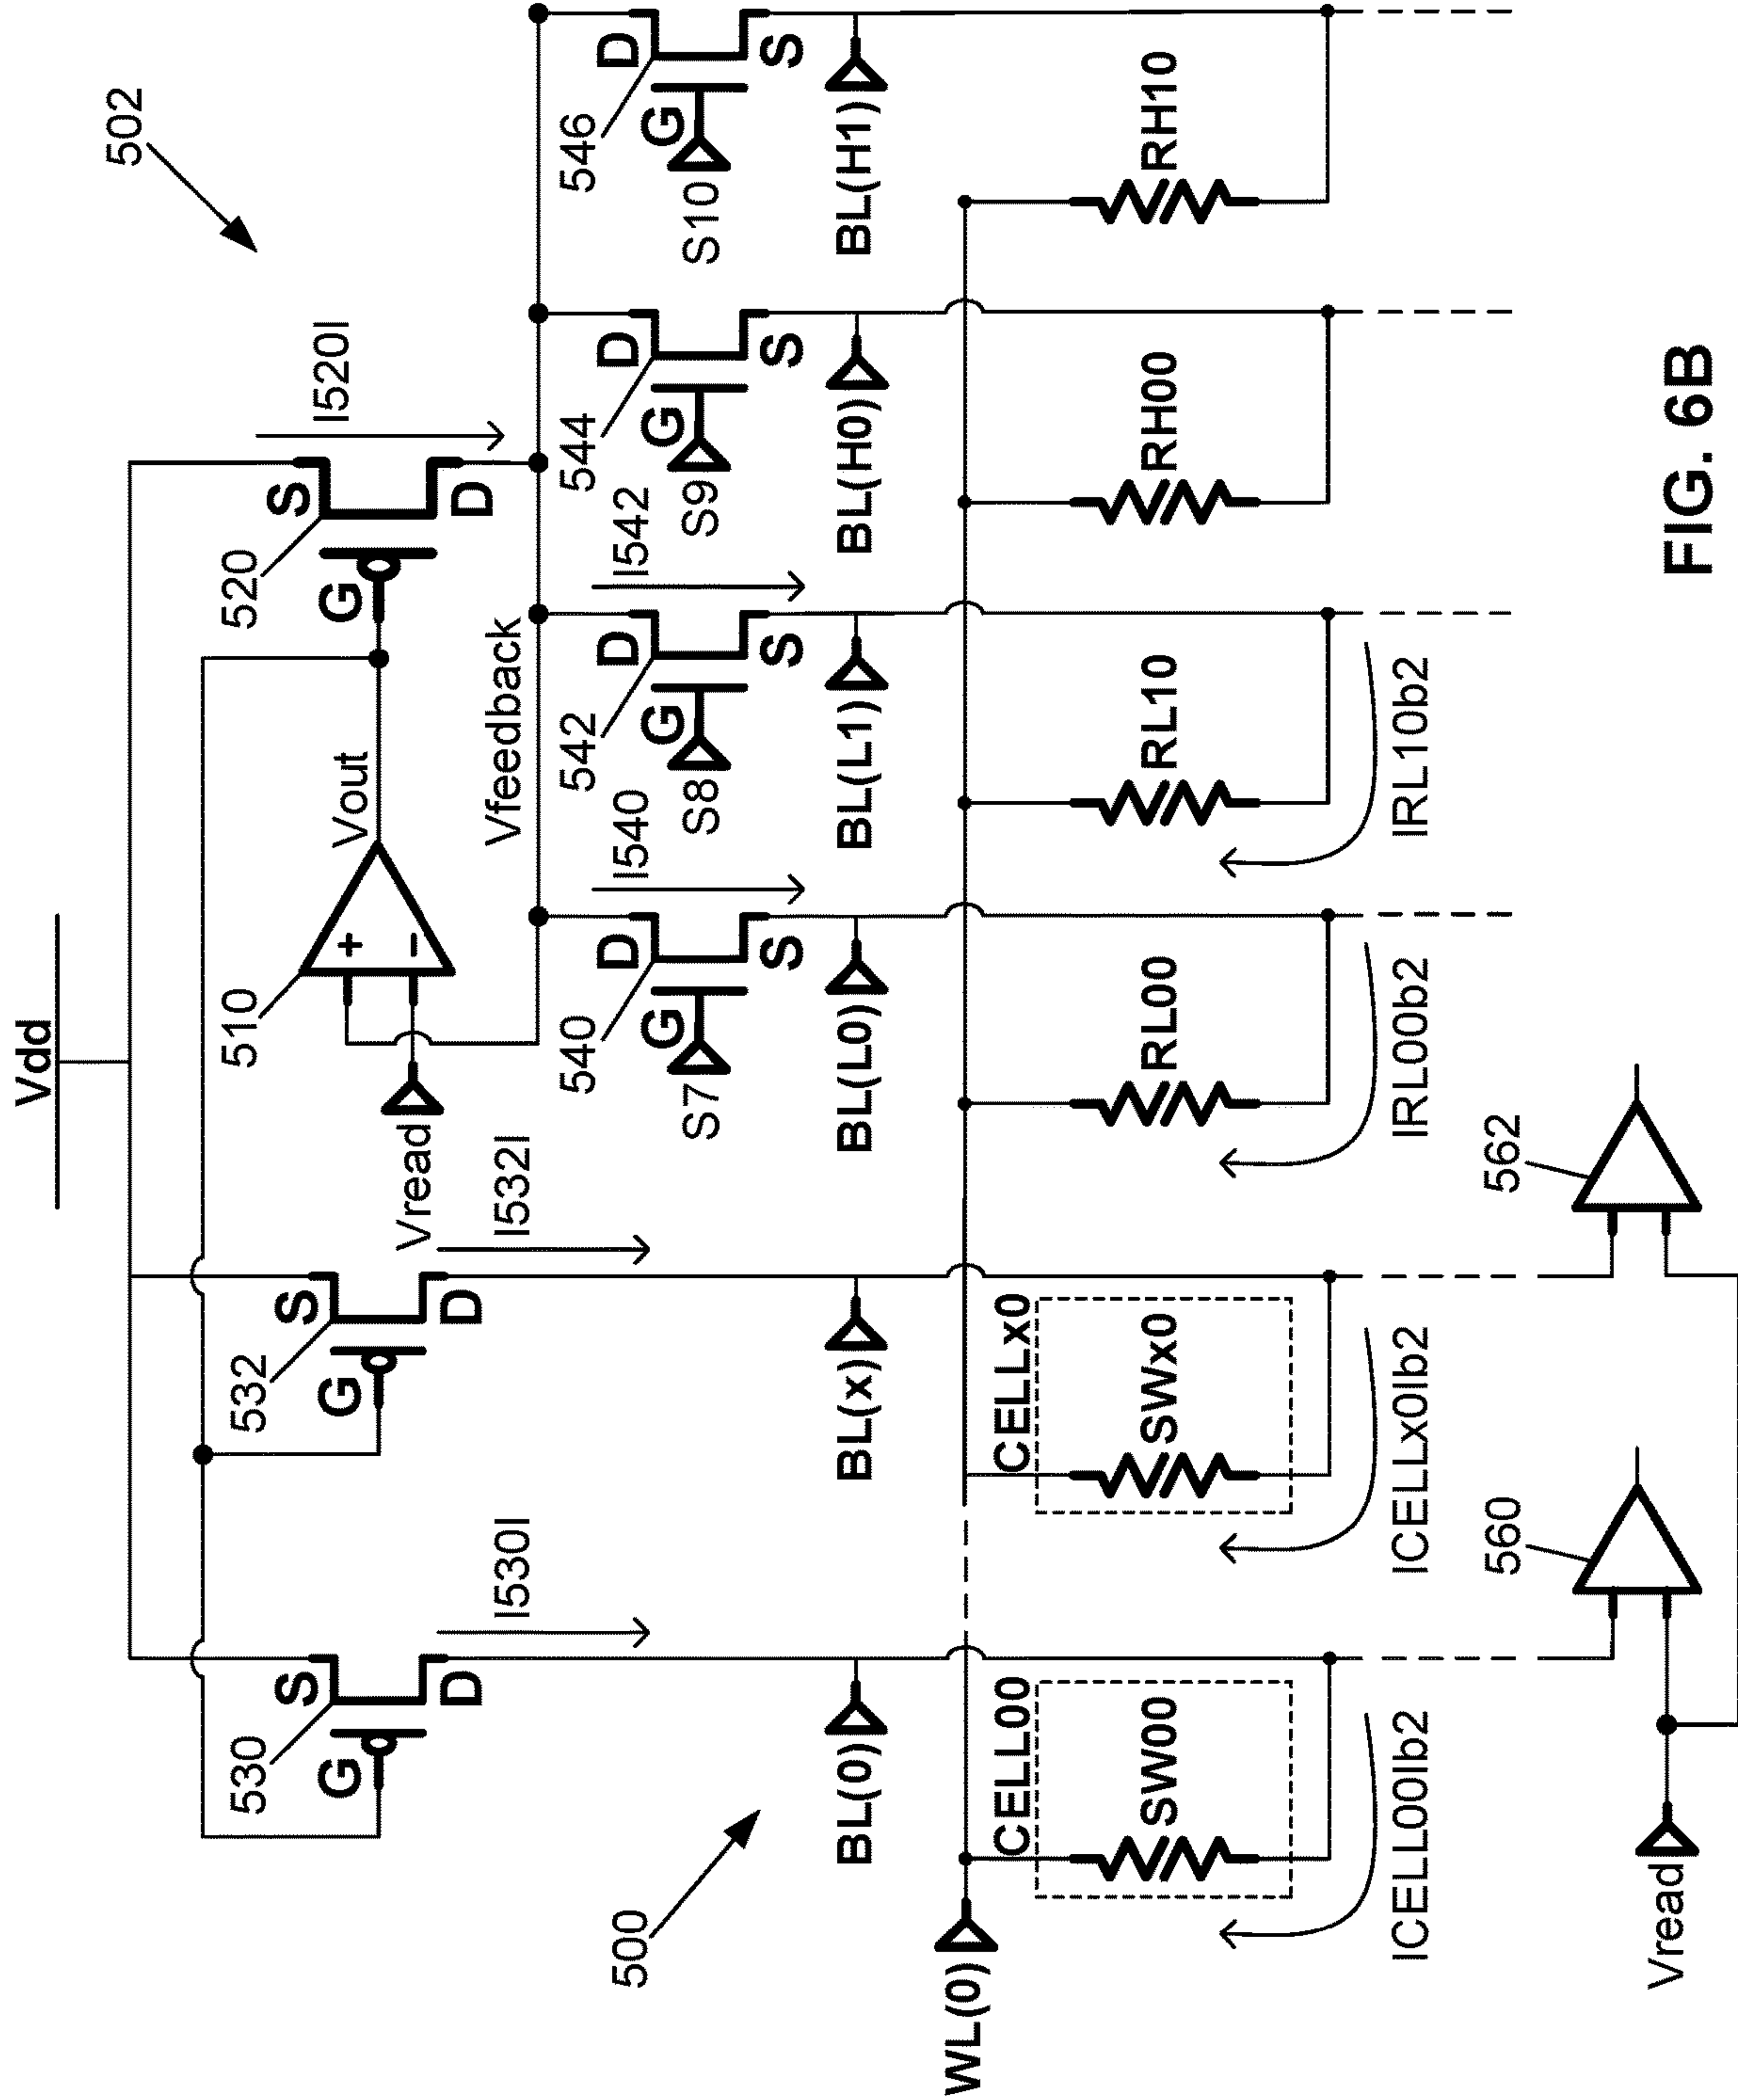 Vdd
502
530
S
G
D
I530I
532
S
G
D
I532I
510
+
−
Vout
Vread
520
S
G
D
I520I
Vfeedback
540
D
G
S
S7
I540
542
D
G
S
S8
I542
544
D
G
S
S9
546
D
G
S
S10
500
BL(0)
BL(x)
BL(L0)
BL(L1)
BL(H0)
BL(H1)
WL(0)
CELL00
SW00
CELLx0
SWx0
RL00
RL10
RH00
RH10
ICELL00Ib2
ICELLx0Ib2
IRL00b2
IRL10b2
560
562
Vread
FIG. 6B